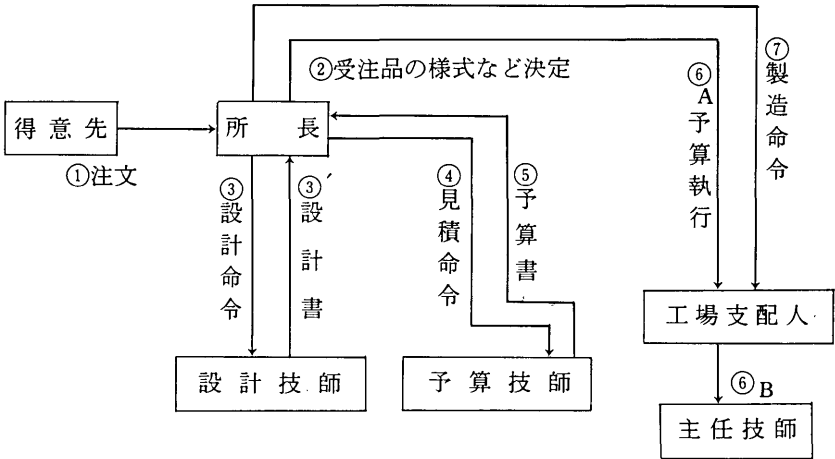 ②受注品の様式など決定
得意先
所長
①注文
③設計命令
③′設計書
④見積命令
⑤予算書
⑥A予算執行
⑦製造命令
工場支配人
設計技師
予算技師
⑥B
主任技師